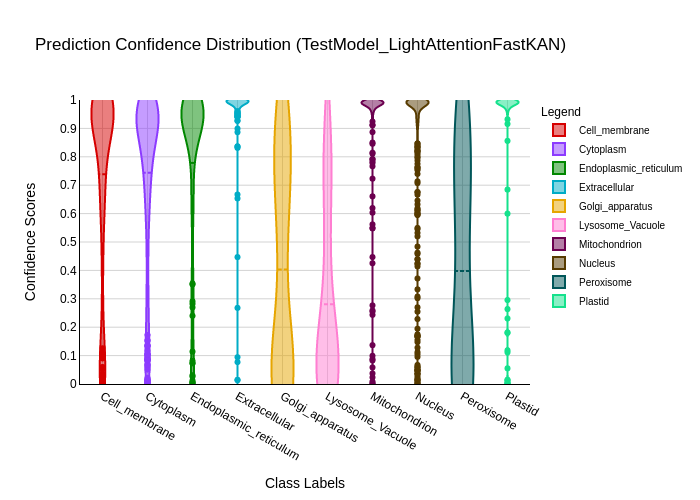 Prediction Confidence Distribution (TestModel_LightAttentionFastKAN)
Legend
Cell_membrane
Cytoplasm
Endoplasmic_reticulum
Extracellular
Golgi_apparatus
Lysosome_Vacuole
Mitochondrion
Nucleus
Peroxisome
Plastid
Confidence Scores
1
0.9
0.8
0.7
0.6
0.5
0.4
0.3
0.2
0.1
0
Cell_membrane
Cytoplasm
Endoplasmic_reticulum
Extracellular
Golgi_apparatus
Lysosome_Vacuole
Mitochondrion
Nucleus
Peroxisome
Plastid
Class Labels